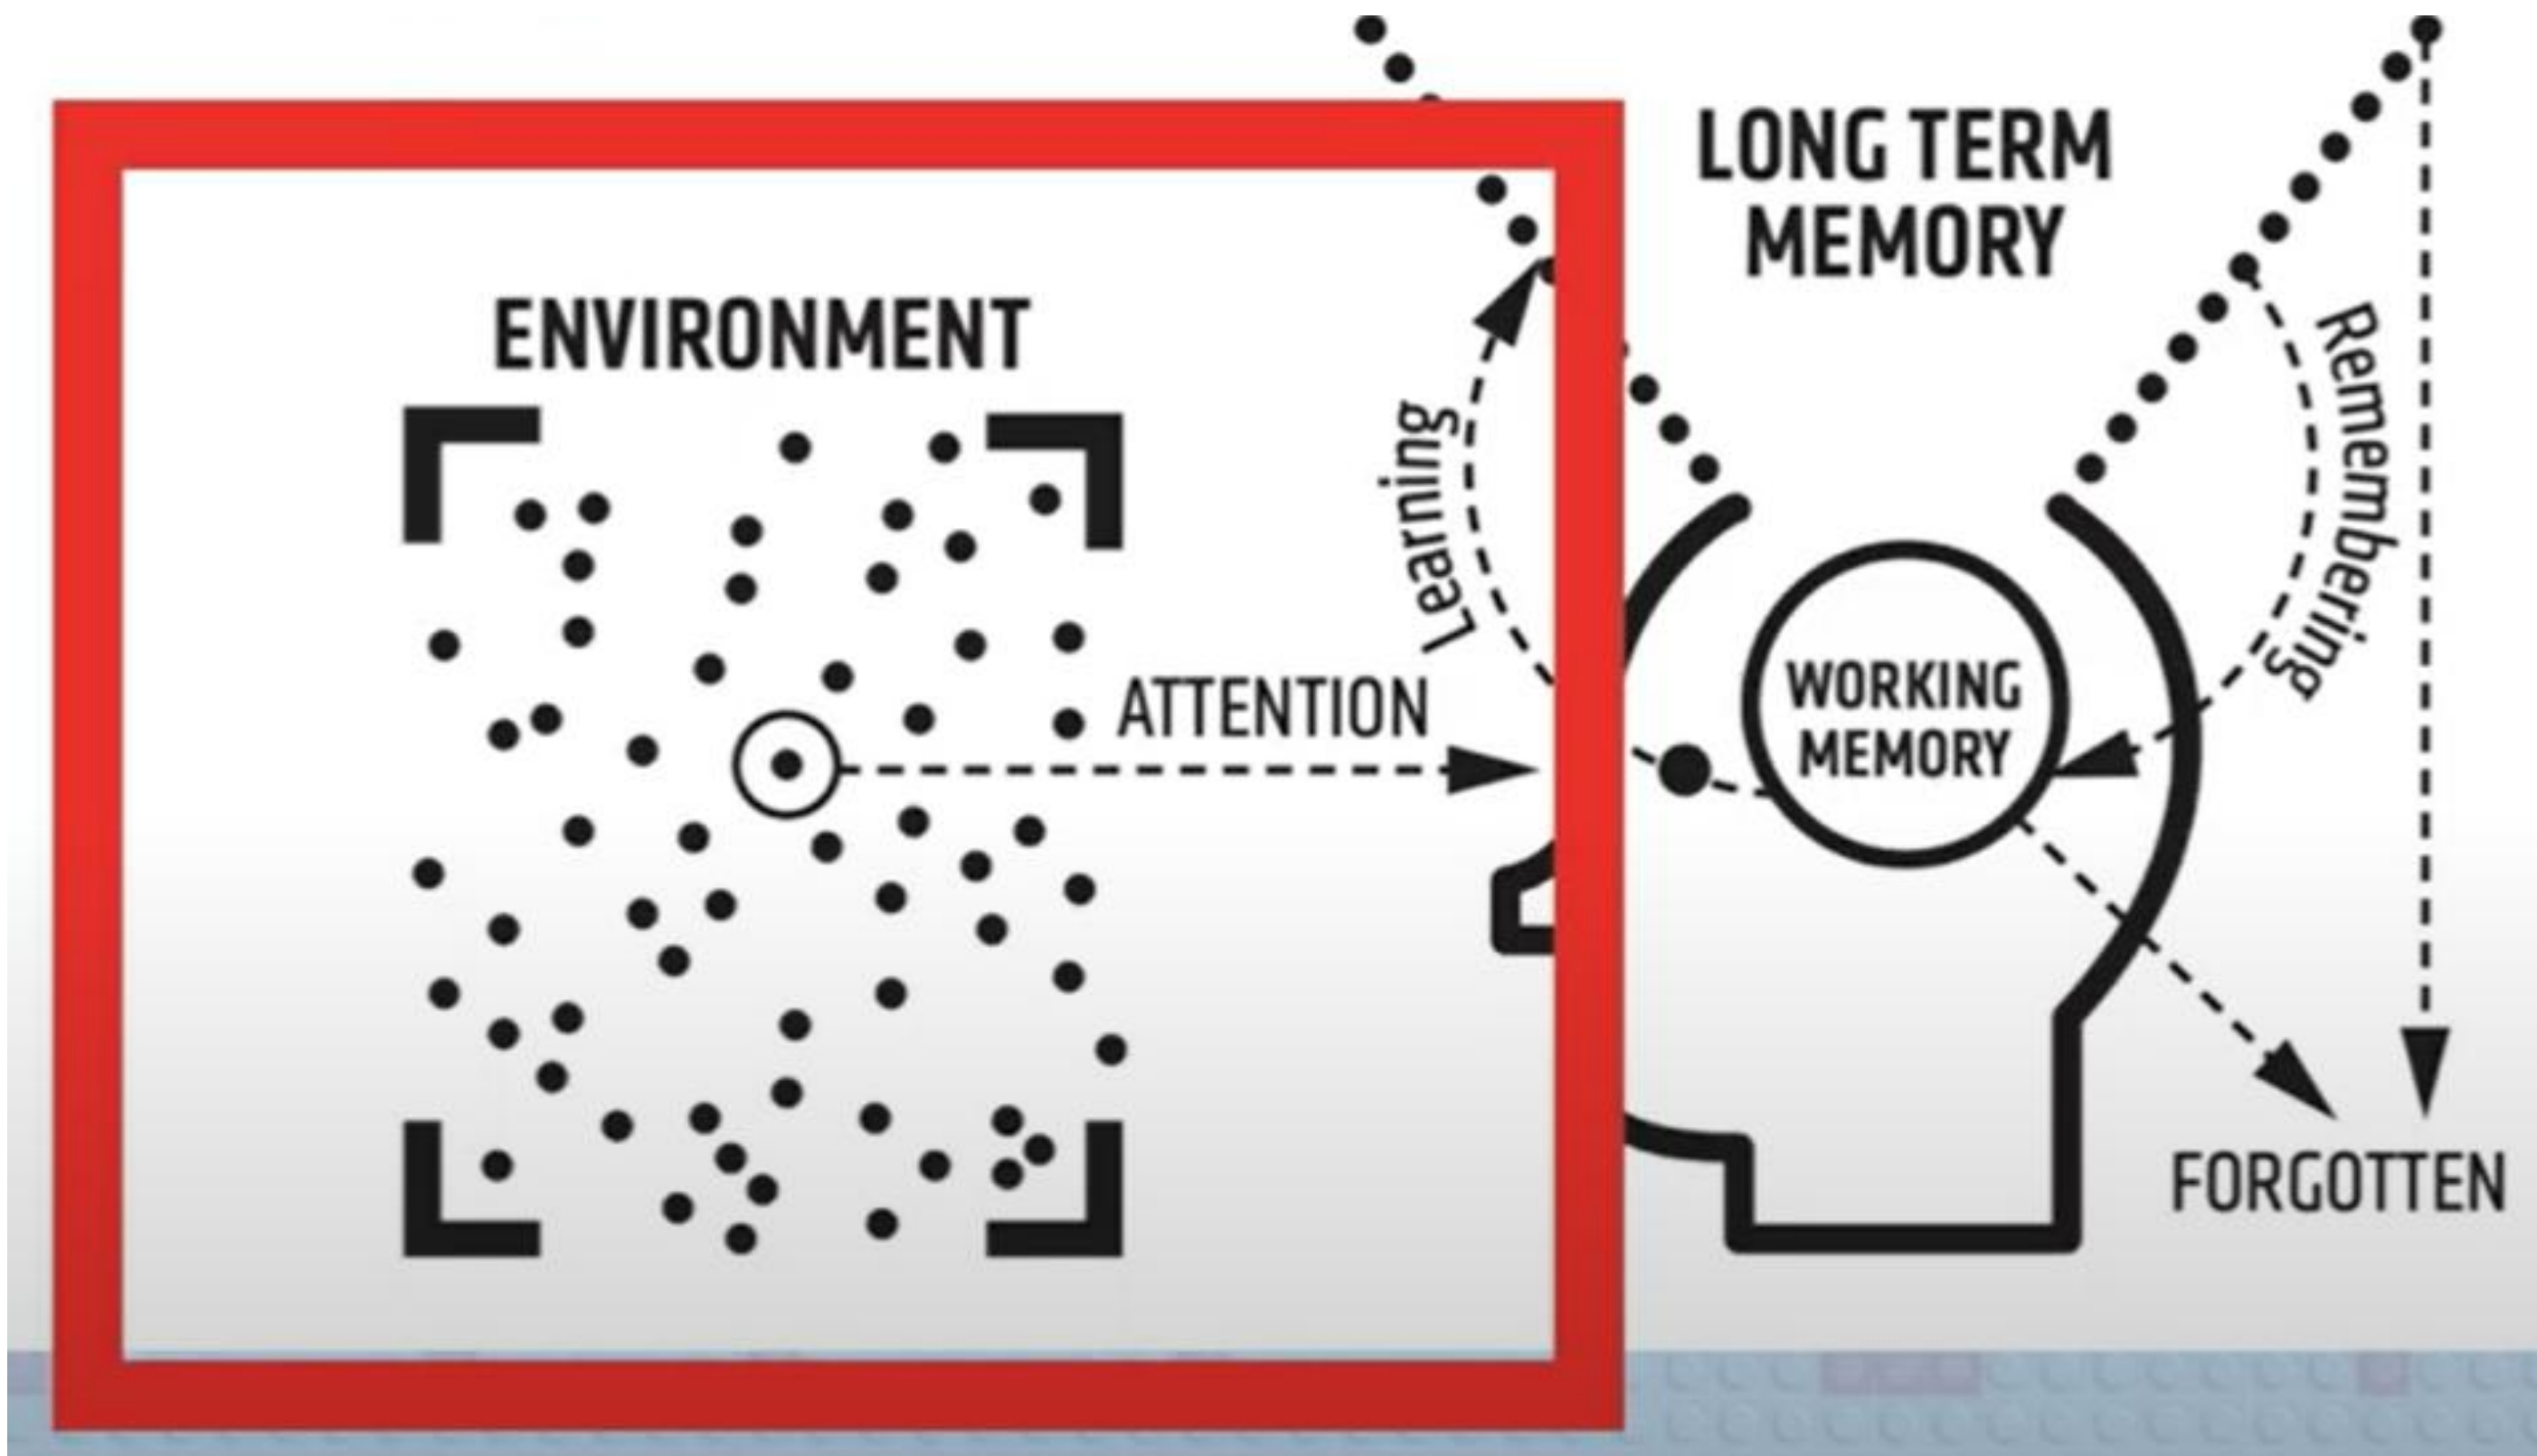 LONG TERM
MEMORY
ENVIRONMENT
Learning
Remembering
ATTENTION
WORKING
MEMORY
FORGOTTEN